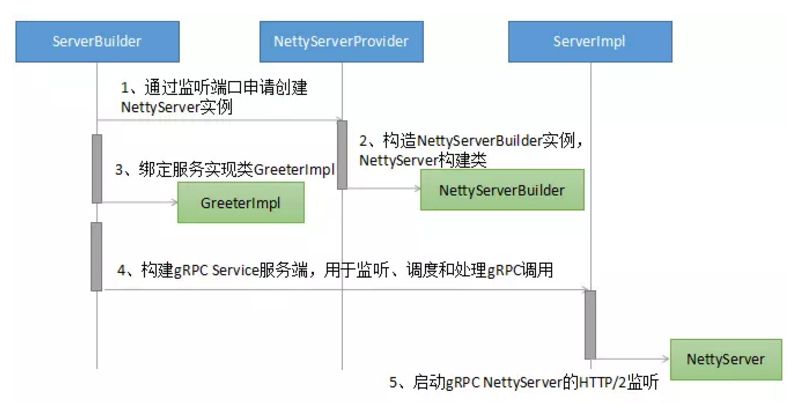 ServerBuilder
NettyServerProvider
ServerImpl
1、通过监听端口申请创建
NettyServer实例
2、构造NettyServerBuilder实例，
NettyServer构建类
3、绑定服务实现类GreeterImpl
GreeterImpl
NettyServerBuilder
4、构建gRPC Service服务端，用于监听、调度和处理gRPC调用
NettyServer
5、启动gRPC NettyServer的HTTP/2监听